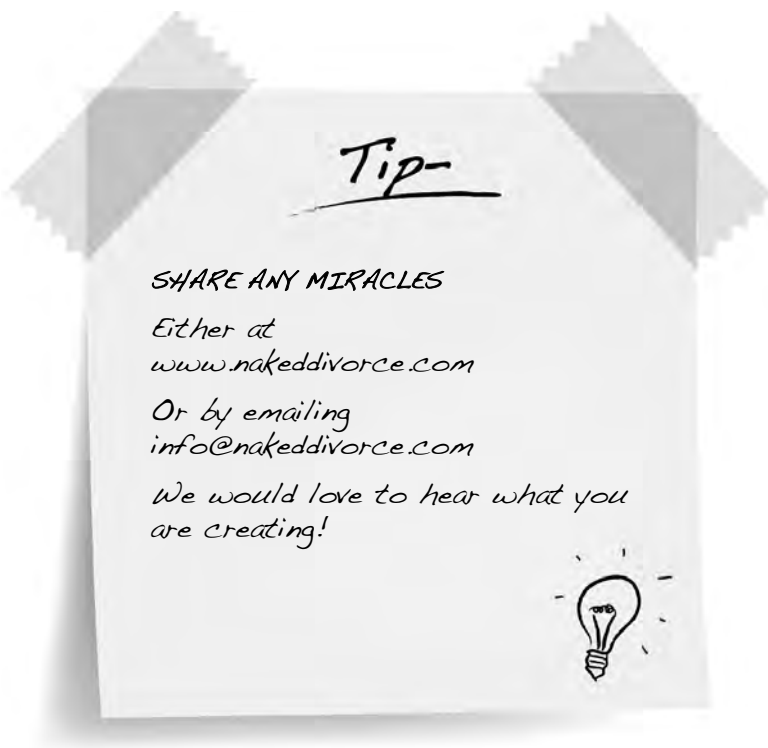 Tip-
SHARE ANY MIRACLES
Either at
www.nakeddivorce.com
Or by emailing
info@nakeddivorce.com
We would love to hear what you
are creating!